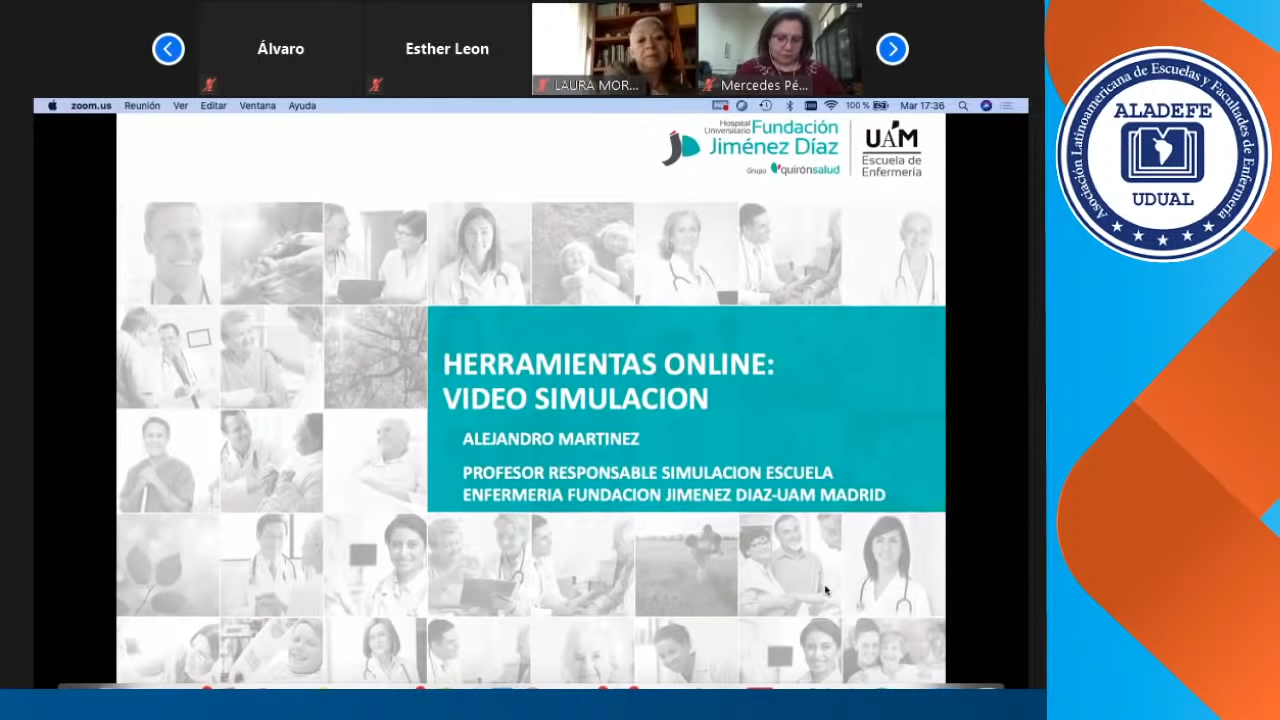 Álvaro
Esther Leon
LAURA MOR...
Mercedes Pé...
zoom.us Reunión Ver Editar Ventana Ayuda
100 % Mar 17:36
Hospital
Universitario Fundación
Jiménez Díaz
Grupo quirónsalud
UAM
Escuela de
Enfermería
HERRAMIENTAS ONLINE:
VIDEO SIMULACION
ALEJANDRO MARTINEZ
PROFESOR RESPONSABLE SIMULACION ESCUELA
ENFERMERIA FUNDACION JIMENEZ DIAZ-UAM MADRID
Asociación Latinoamericana de Escuelas y Facultades de Enfermería
ALADEFE
UDUAL